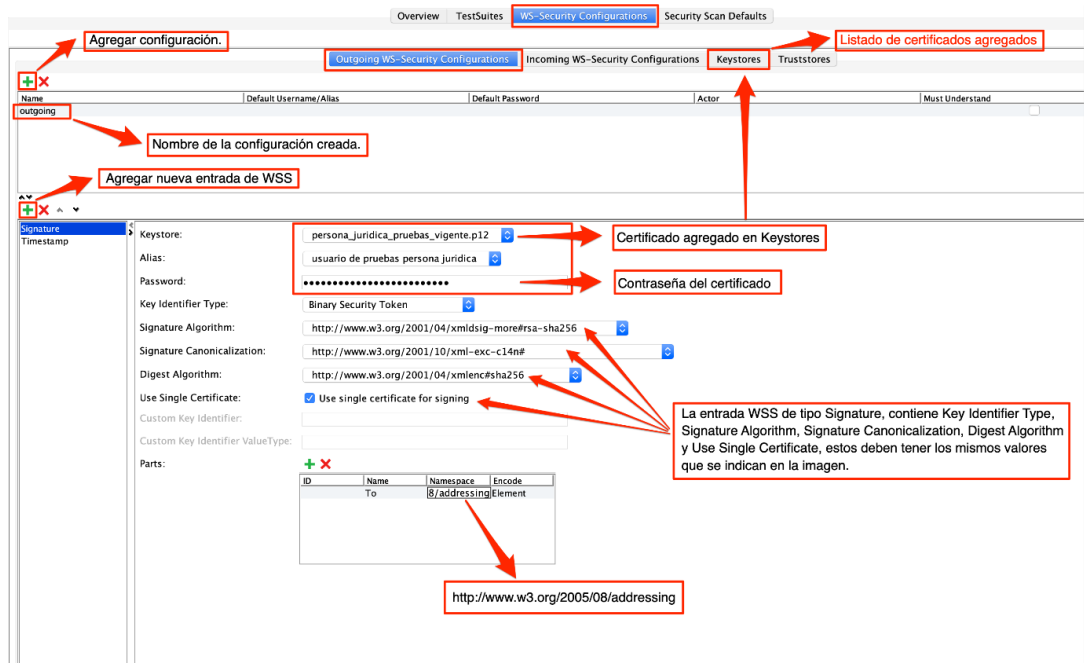 Overview TestSuites WS-Security Configurations Security Scan Defaults
Agregar configuración.
Listado de certificados agregados
Outgoing WS-Security Configurations Incoming WS-Security Configurations Keystores Truststores
Name Default Username/Alias Default Password Actor Must Understand
outgoing
Nombre de la configuración creada.
Agregar nueva entrada de WSS
Signature
Timestamp
Keystore: persona_juridica_pruebas_vigente.p12
Certificado agregado en Keystores
Alias: usuario de pruebas persona juridica
Password: •••••••••••••••••••••••••
Contraseña del certificado
Key Identifier Type: Binary Security Token
Signature Algorithm: http://www.w3.org/2001/04/xmldsig-more#rsa-sha256
Signature Canonicalization: http://www.w3.org/2001/10/xml-exc-c14n#
Digest Algorithm: http://www.w3.org/2001/04/xmlenc#sha256
Use Single Certificate: Use single certificate for signing
Custom Key Identifier:
Custom Key Identifier ValueType:
La entrada WSS de tipo Signature, contiene Key Identifier Type,
Signature Algorithm, Signature Canonicalization, Digest Algorithm
y Use Single Certificate, estos deben tener los mismos valores
que se indican en la imagen.
Parts:
ID Name Namespace Encode
To 8/addressing Element
http://www.w3.org/2005/08/addressing